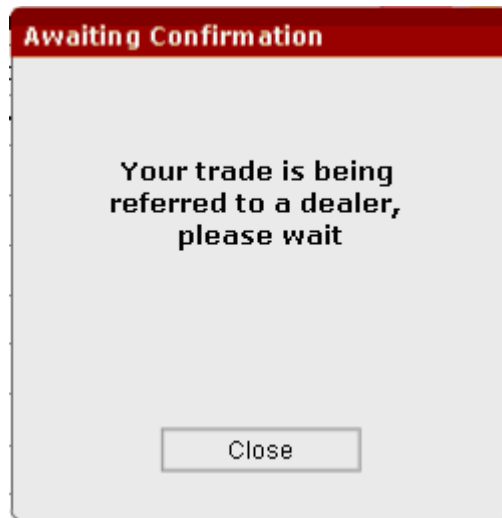 Awaiting Confirmation
Your trade is being
referred to a dealer,
please wait
Close